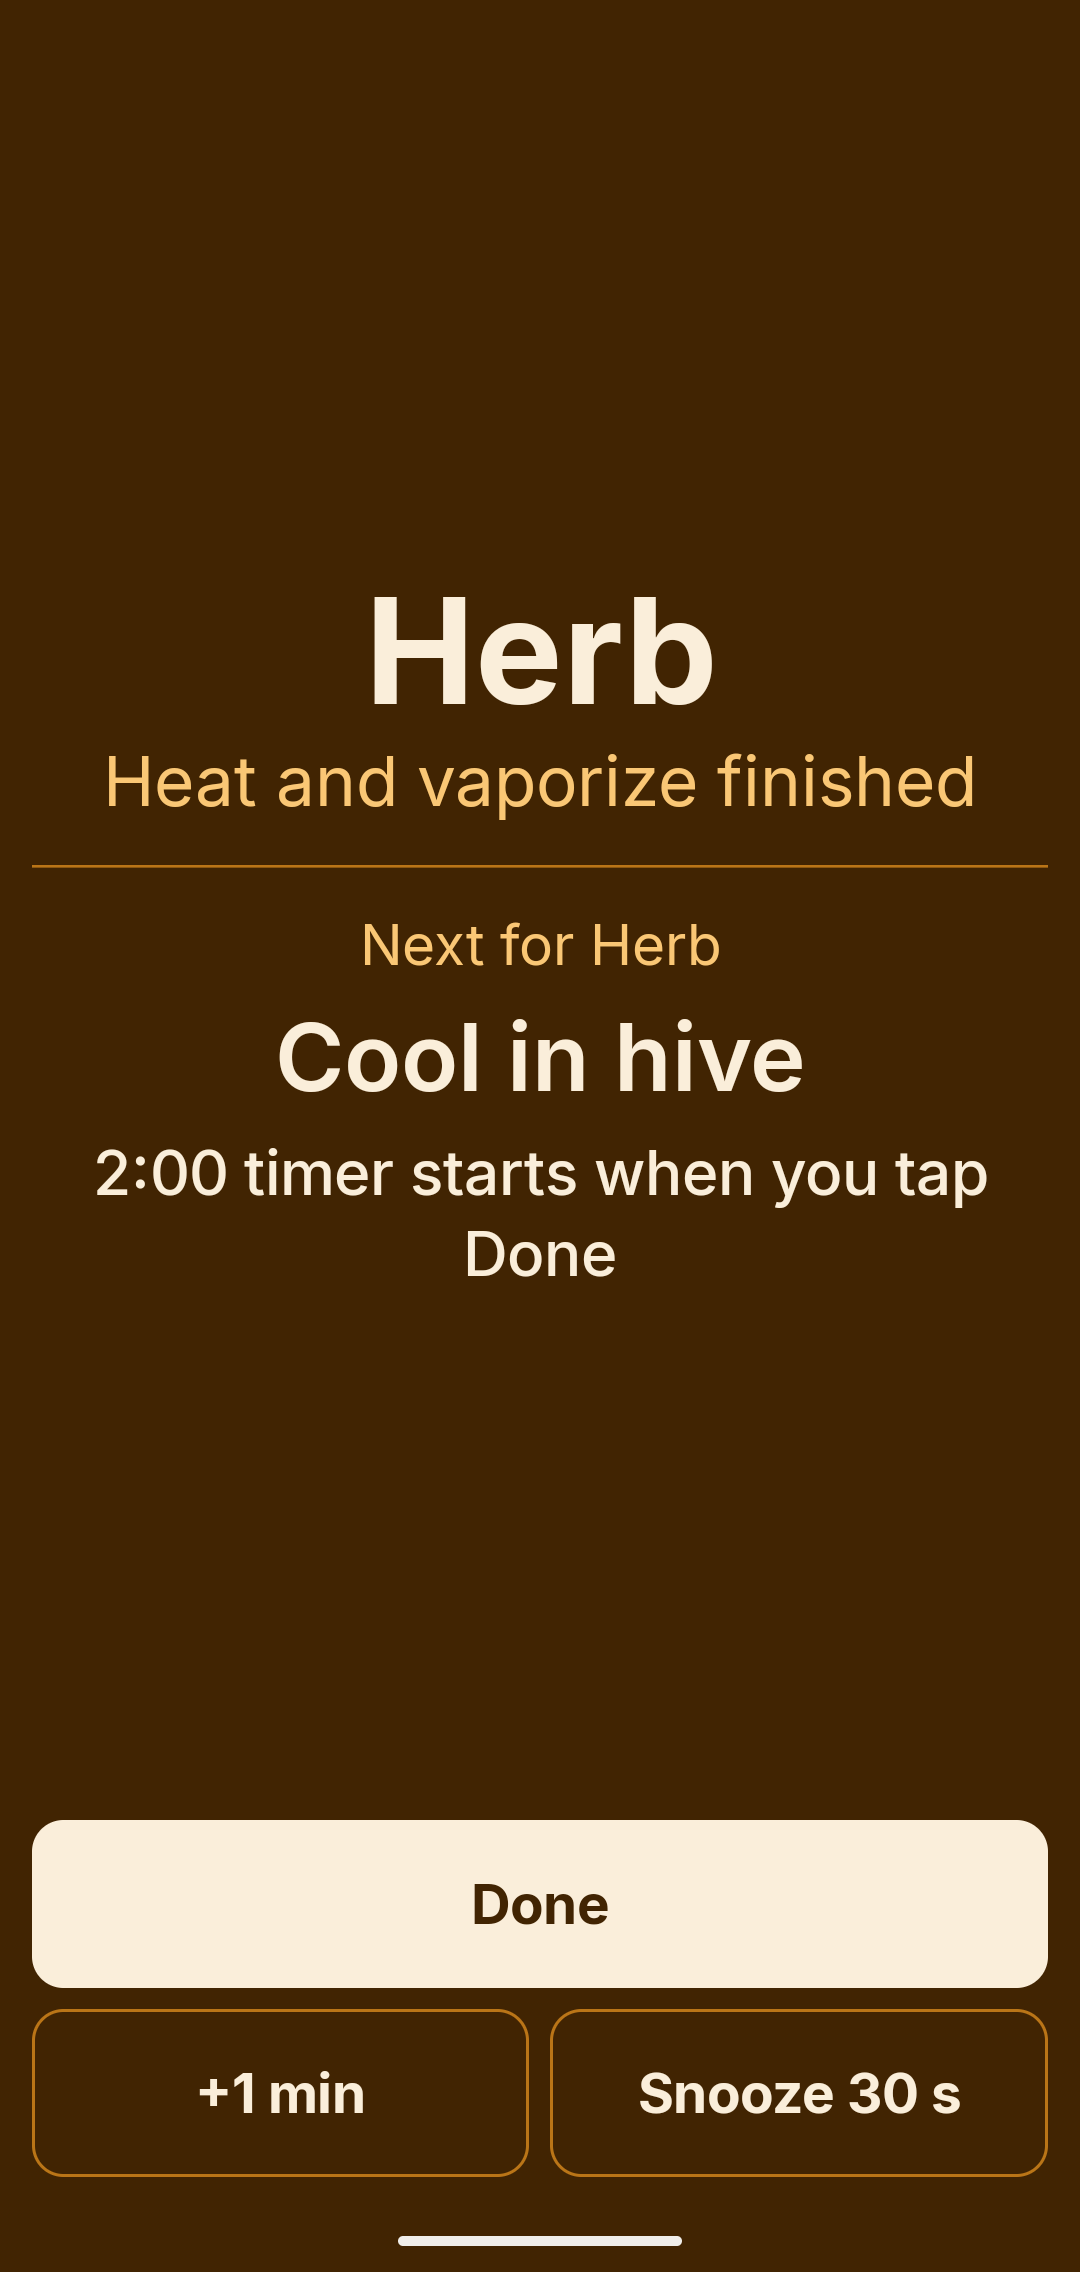 Herb
Heat and vaporize finished
Next for Herb
Cool in hive
2:00 timer starts when you tap
Done
Done
+1 min
Snooze 30 s